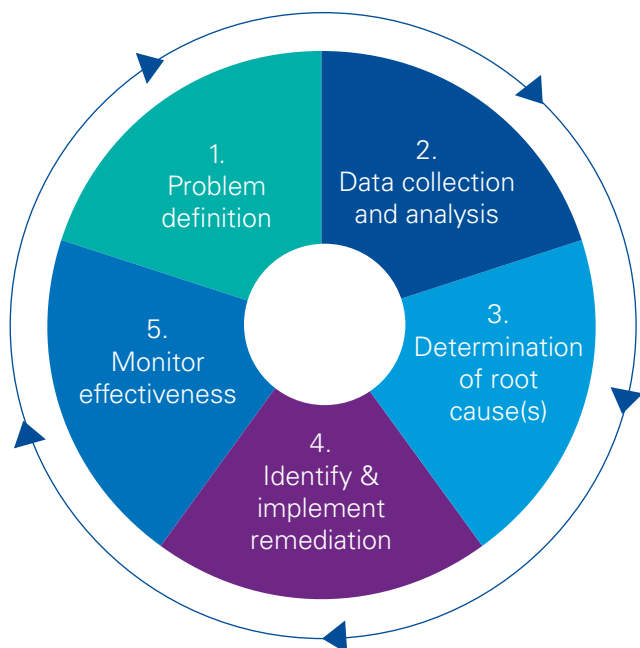 1.
Problem
definition
2.
Data collection
and analysis
3.
Determination
of root
cause(s)
4.
Identify &
implement
remediation
5.
Monitor
effectiveness